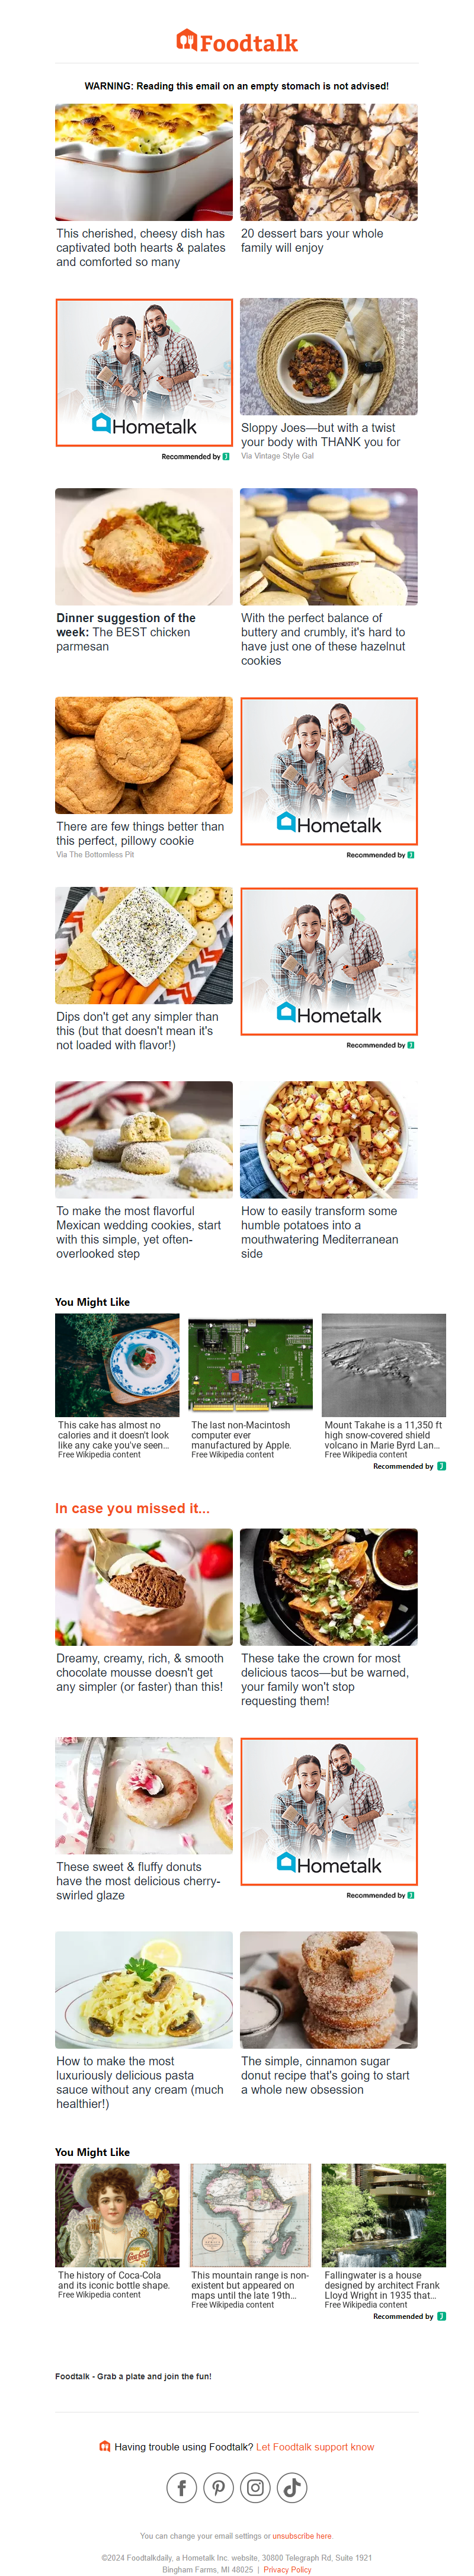 Foodtalk
WARNING: Reading this email on an empty stomach is not advised!
This cherished, cheesy dish has
captivated both hearts & palates
and comforted so many
20 dessert bars your whole
family will enjoy
Hometalk
Recommended by
Sloppy Joes—but with a twist
your body with THANK you for
Via Vintage Style Gal
Dinner suggestion of the
week: The BEST chicken
parmesan
With the perfect balance of
buttery and crumbly, it's hard to
have just one of these hazelnut
cookies
There are few things better than
this perfect, pillowy cookie
Via The Bottomless Pit
Hometalk
Recommended by
Dips don't get any simpler than
this (but that doesn't mean it's
not loaded with flavor!)
Hometalk
Recommended by
To make the most flavorful
Mexican wedding cookies, start
with this simple, yet often-
overlooked step
How to easily transform some
humble potatoes into a
mouthwatering Mediterranean
side
You Might Like
This cake has almost no
calories and it doesn't look
like any cake you've seen...
Free Wikipedia content
The last non-Macintosh
computer ever
manufactured by Apple.
Free Wikipedia content
Mount Takahe is a 11,350 ft
high snow-covered shield
volcano in Marie Byrd Lan...
Free Wikipedia content
Recommended by
In case you missed it...
Dreamy, creamy, rich, & smooth
chocolate mousse doesn't get
any simpler (or faster) than this!
These take the crown for most
delicious tacos—but be warned,
your family won't stop
requesting them!
These sweet & fluffy donuts
have the most delicious cherry-
swirled glaze
Hometalk
Recommended by
How to make the most
luxuriously delicious pasta
sauce without any cream (much
healthier!)
The simple, cinnamon sugar
donut recipe that's going to start
a whole new obsession
You Might Like
Coca-Cola
The history of Coca-Cola
and its iconic bottle shape.
Free Wikipedia content
This mountain range is non-
existent but appeared on
maps until the late 19th...
Free Wikipedia content
Fallingwater is a house
designed by architect Frank
Lloyd Wright in 1935 that...
Free Wikipedia content
Recommended by
Foodtalk - Grab a plate and join the fun!
Having trouble using Foodtalk? Let Foodtalk support know
You can change your email settings or unsubscribe here.
©2024 Foodtalkdaily, a Hometalk Inc. website, 30800 Telegraph Rd, Suite 1921
Bingham Farms, MI 48025 | Privacy Policy